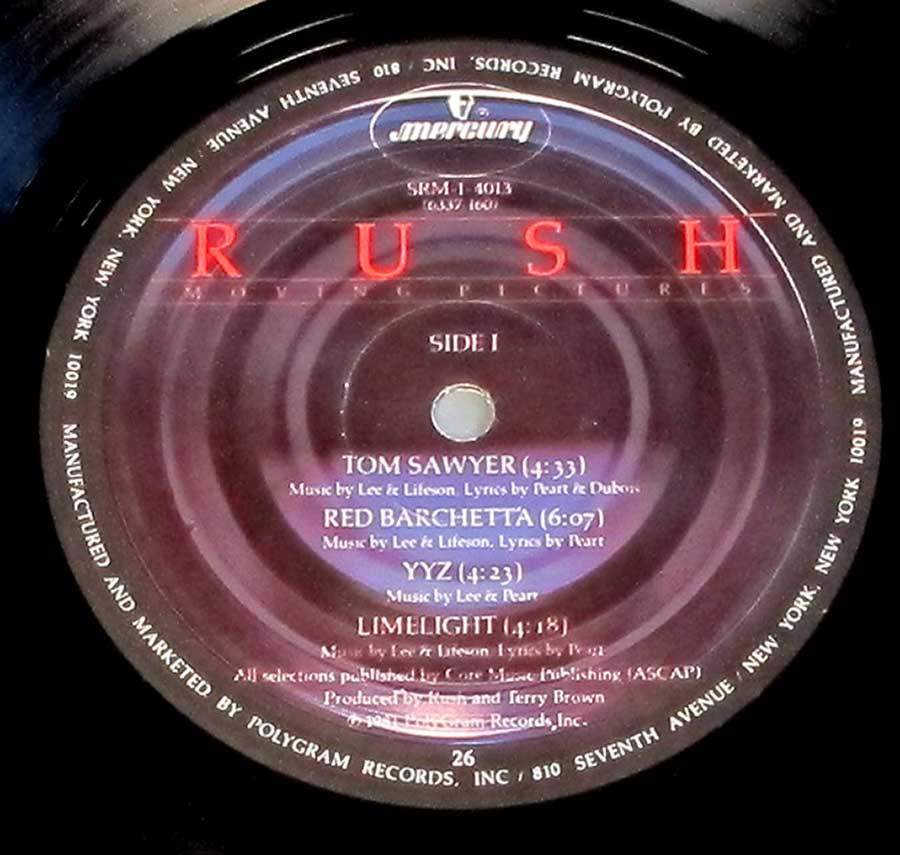 mercury
SRM-1-4013
(6337 160)
RUSH
MOVING PICTURES
SIDE I
TOM SAWYER (4:33)
Music by Lee & Lifeson, Lyrics by Peart & Dubois
RED BARCHETTA (6:07)
Music by Lee & Lifeson, Lyrics by Peart
YYZ (4:23)
Music by Lee & Peart
LIMELIGHT (4:18)
Music by Lee & Lifeson, Lyrics by Peart
All selections published by Core Music Publishing (ASCAP)
Produced by Rush and Terry Brown
℗ 1981 PolyGram Records, Inc.
26
MANUFACTURED AND MARKETED BY POLYGRAM RECORDS, INC / 810 SEVENTH AVENUE / NEW YORK, NEW YORK 10019
MANUFACTURED AND MARKETED BY POLYGRAM RECORDS, INC / 810 SEVENTH AVENUE / NEW YORK, NEW YORK 10019